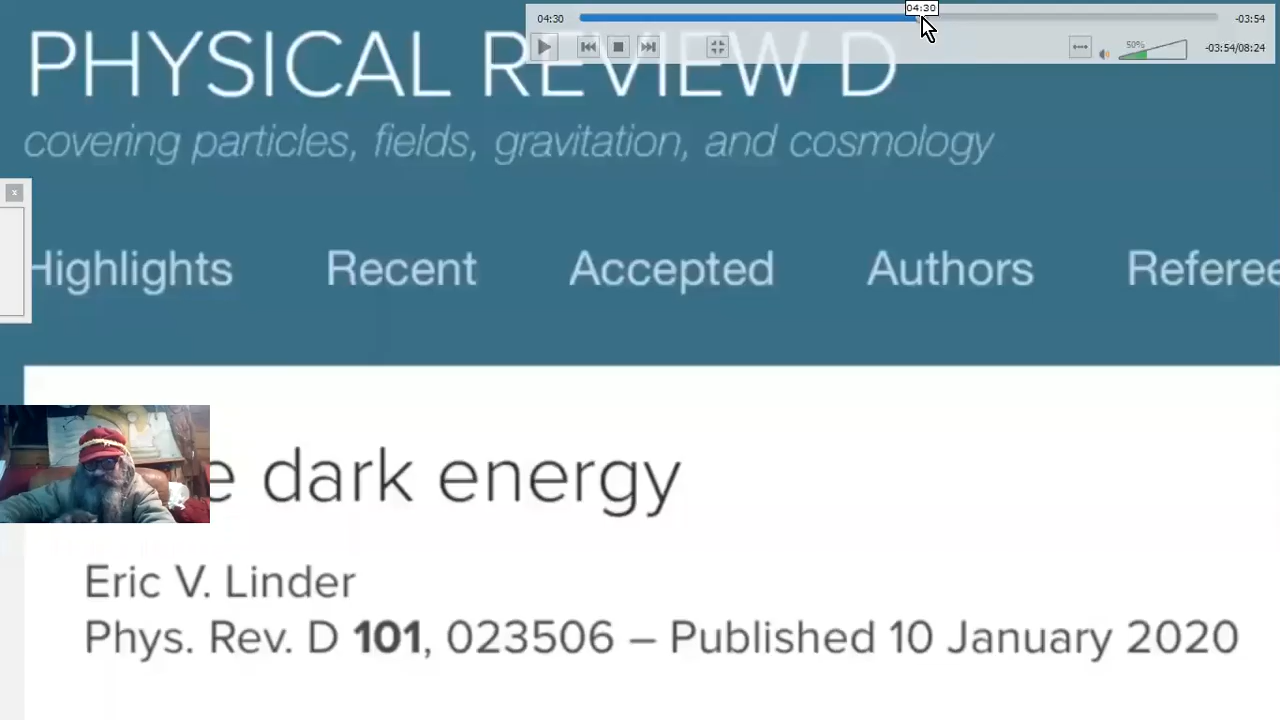 04:30
04:30 -03:54
50% -03:54/08:24
PHYSICAL REVIEW D
covering particles, fields, gravitation, and cosmology
x
Highlights Recent Accepted Authors Referee
e dark energy
Eric V. Linder
Phys. Rev. D 101, 023506 – Published 10 January 2020